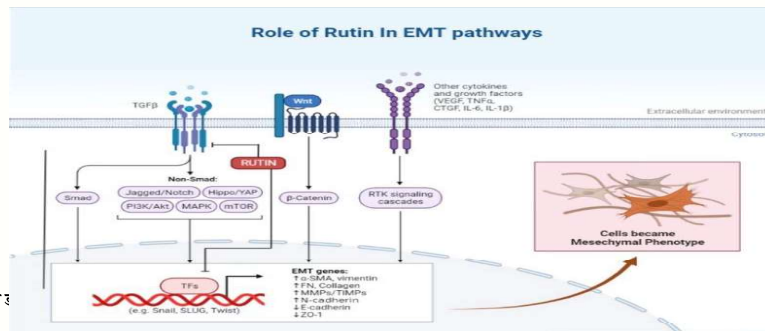 Role of Rutin In EMT pathways
TGFβ
Wnt
Other cytokines
and growth factors
(VEGF, TNFα,
CTGF, IL-6, IL-1β)
Extracellular environment
Cytosol
RUTIN
Non-Smad:
Smad
Jagged/Notch
Hippo/YAP
PI3K/Akt
MAPK
mTOR
β-Catenin
RTK signaling
cascades
Cells became
Mesechymal Phenotype
TFs
(e.g. Snail, SLUG, Twist)
EMT genes:
↑α-SMA, vimentin
↑FN, Collagen
↑MMPs/TIMPs
↑N-cadherin
↓E-cadherin
↓ZO-1